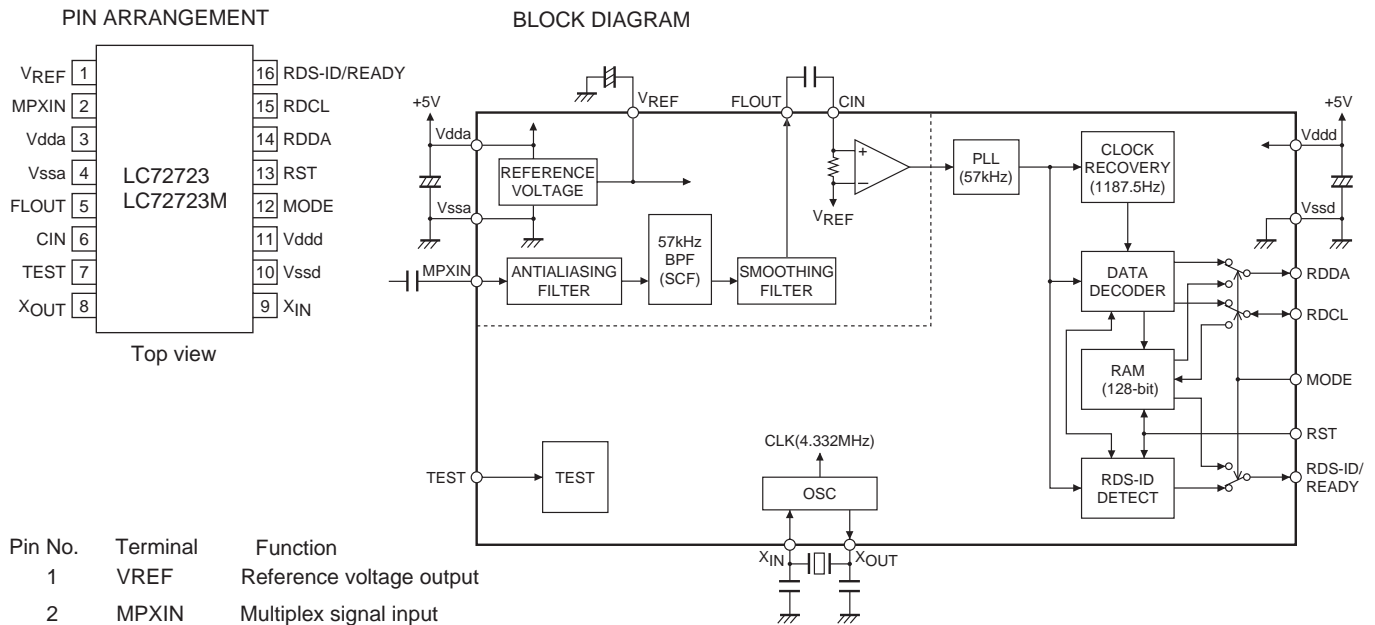 PIN ARRANGEMENT
VREF 1
MPXIN 2
Vdda 3
Vssa 4
FLOUT 5
CIN 6
TEST 7
XOUT 8
LC72723
LC72723M
16 RDS-ID/READY
15 RDCL
14 RDDA
13 RST
12 MODE
11 Vddd
10 Vssd
9 XIN
Top view
BLOCK DIAGRAM
+5V
Vdda
Vssa
VREF
FLOUT
CIN
REFERENCE
VOLTAGE
MPXIN
ANTIALIASING
FILTER
57kHz
BPF
(SCF)
SMOOTHING
FILTER
+
−
VREF
PLL
(57kHz)
CLOCK
RECOVERY
(1187.5Hz)
DATA
DECODER
RAM
(128-bit)
RDS-ID
DETECT
+5V
Vddd
Vssd
RDDA
RDCL
MODE
RST
RDS-ID/
READY
TEST
TEST
CLK(4.332MHz)
OSC
XIN
XOUT
Pin No. Terminal Function
1 VREF Reference voltage output
2 MPXIN Multiplex signal input